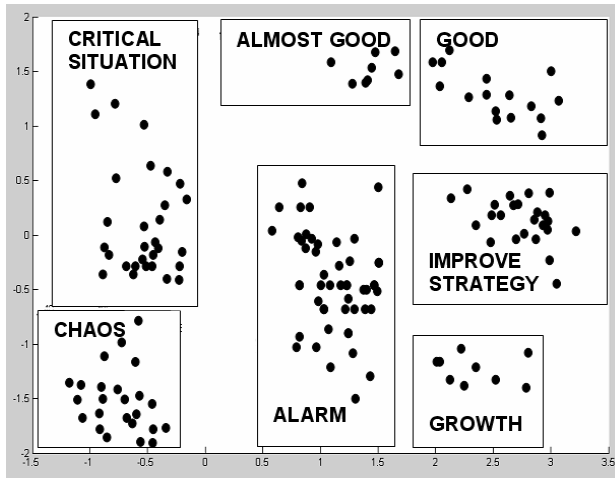 CRITICAL
SITUATION
ALMOST GOOD
GOOD
IMPROVE
STRATEGY
CHAOS
ALARM
GROWTH
2
1.5
1
0.5
0
-0.5
-1
-1.5
-2
-1.5 -1 -0.5 0 0.5 1 1.5 2 2.5 3 3.5